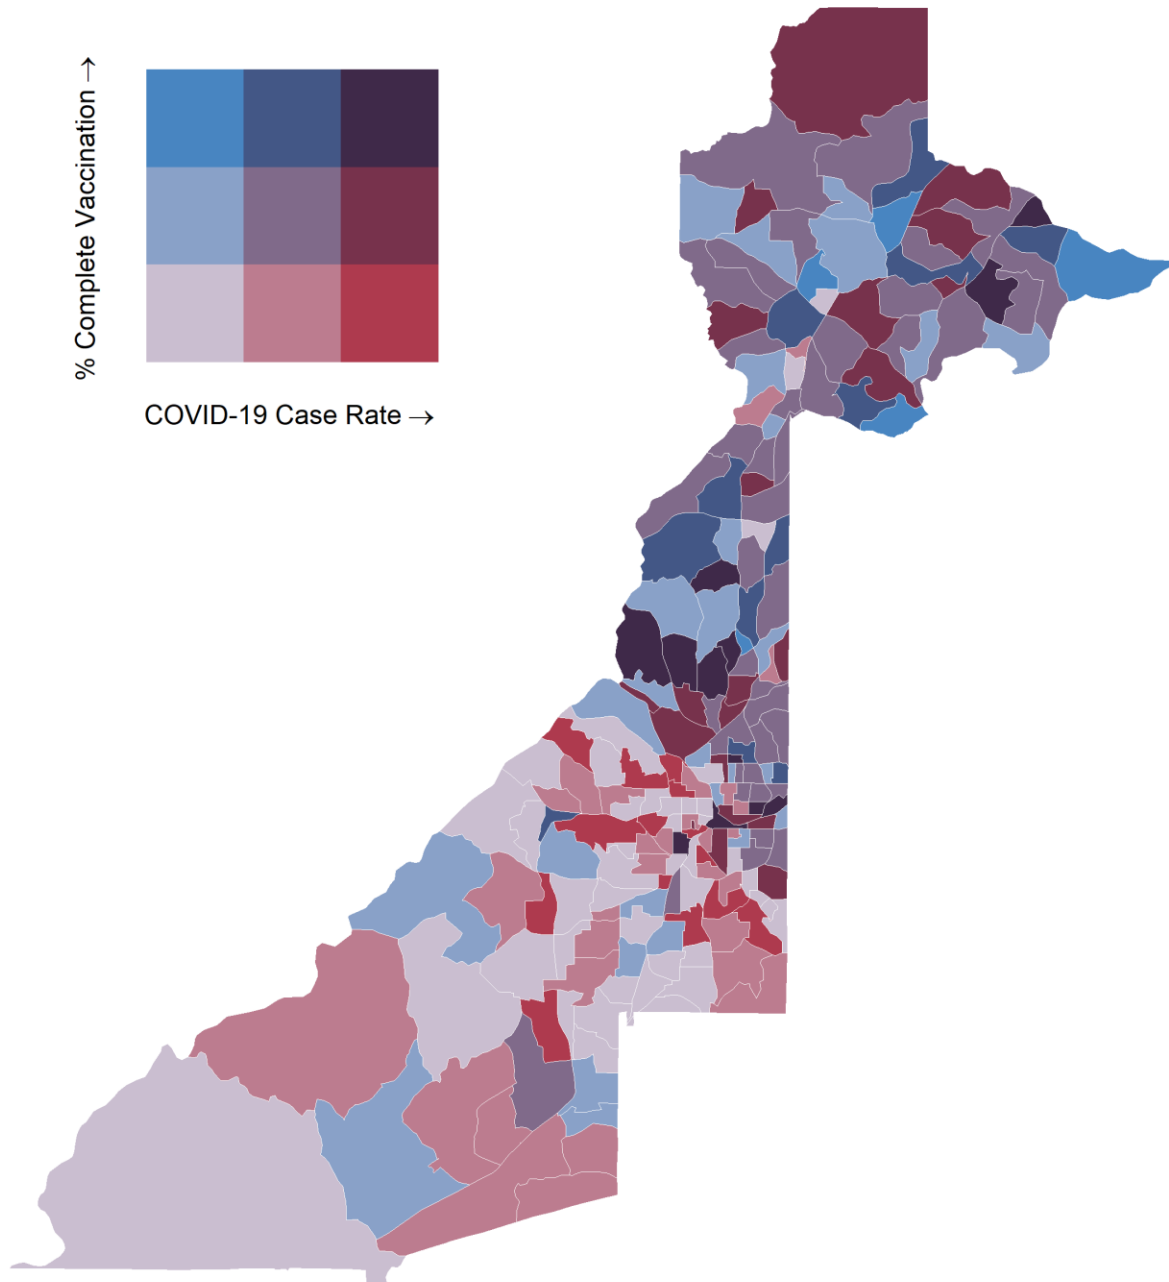 % Complete Vaccination →
COVID-19 Case Rate →